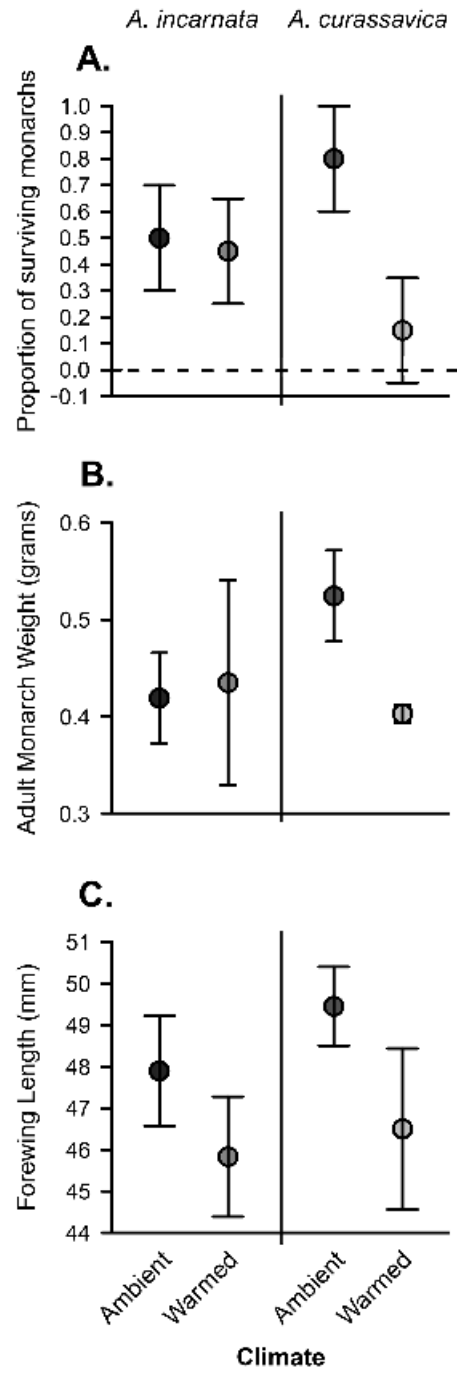 A. incarnata A. curassavica
A.
Proportion of surviving monarchs
1.0
0.9
0.8
0.7
0.6
0.5
0.4
0.3
0.2
0.1
0.0
-0.1
B.
Adult Monarch Weight (grams)
0.6
0.5
0.4
0.3
C.
Forewing Length (mm)
51
50
49
48
47
46
45
44
Ambient Warmed Ambient Warmed
Climate